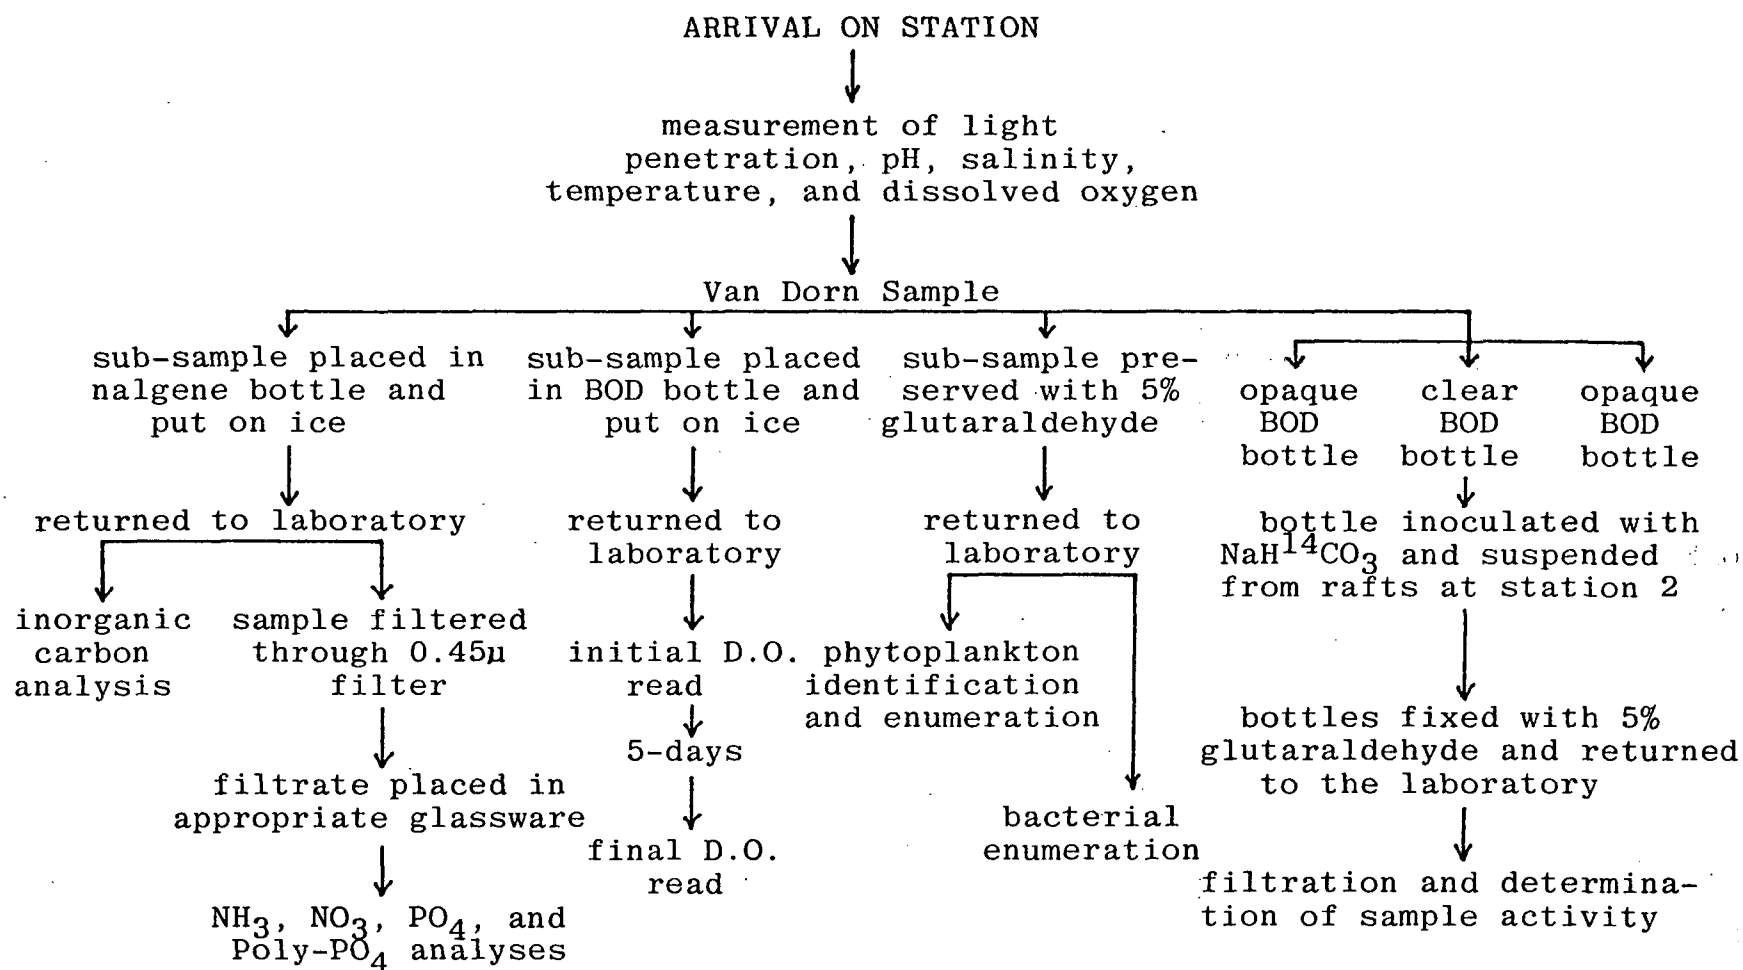 ARRIVAL ON STATION
measurement of light
penetration, pH, salinity,
temperature, and dissolved oxygen
Van Dorn Sample
sub-sample placed in
nalgene bottle and
put on ice
returned to laboratory
inorganic
carbon
analysis
sample filtered
through 0.45µ
filter
filtrate placed in
appropriate glassware
NH3, NO3, PO4, and
Poly-PO4 analyses
sub-sample placed
in BOD bottle and
put on ice
returned to
laboratory
initial D.O.
read
5-days
final D.O.
read
sub-sample pre-
served with 5%
glutaraldehyde
returned to
laboratory
phytoplankton
identification
and enumeration
bacterial
enumeration
opaque
BOD
bottle
clear
BOD
bottle
opaque
BOD
bottle
bottle inoculated with
NaH14CO3 and suspended
from rafts at station 2
bottles fixed with 5%
glutaraldehyde and returned
to the laboratory
filtration and determina-
tion of sample activity